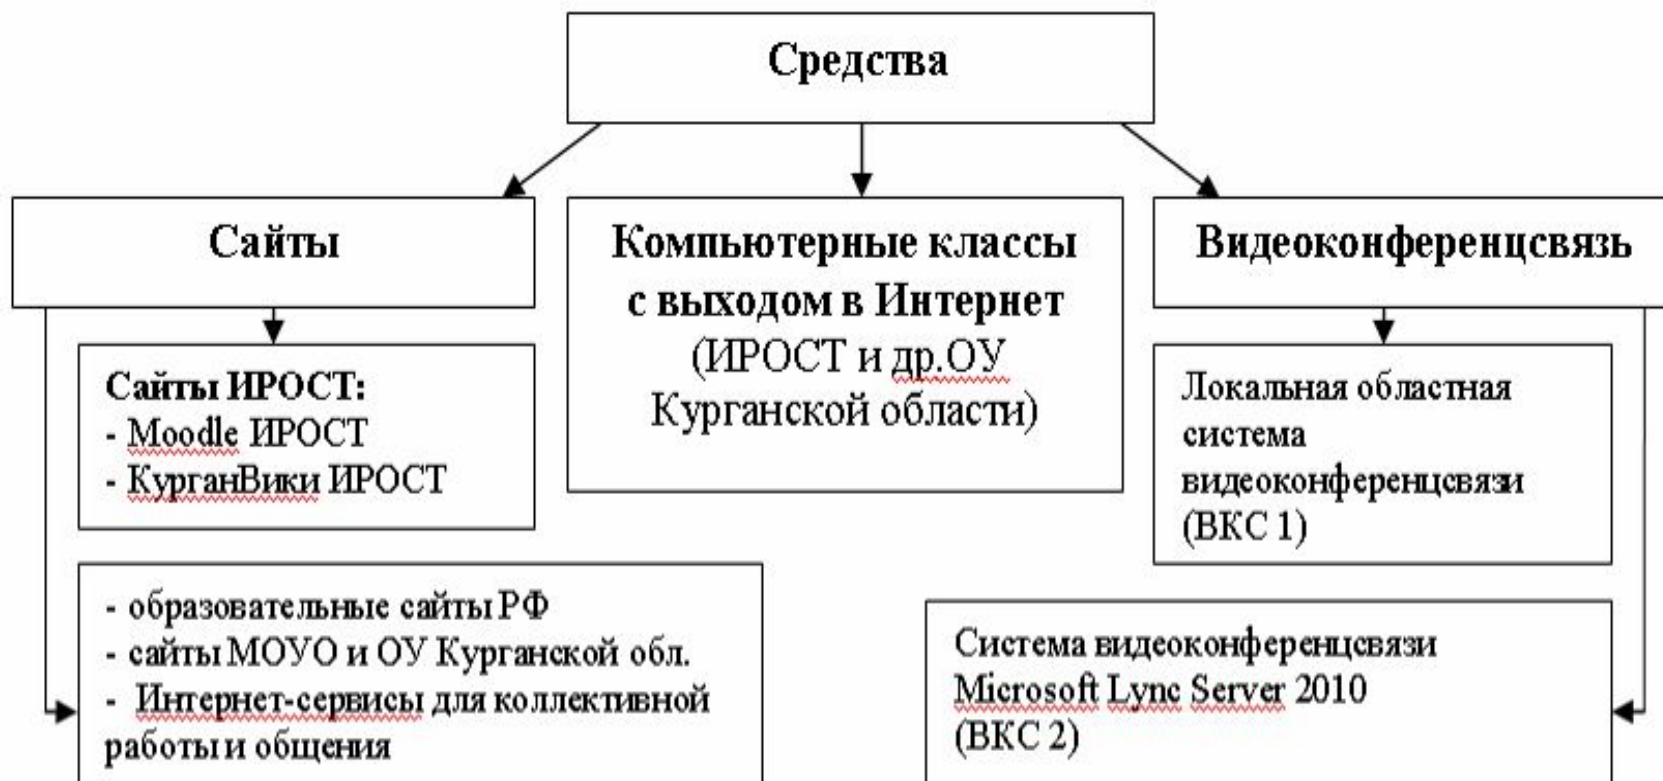 Средства
Сайты
Компьютерные классы
с выходом в Интернет
(ИРОСТ и др.ОУ
Курганской области)
Видеоконференцсвязь
Сайты ИРОСТ:
- Moodle ИРОСТ
- КурганВики ИРОСТ
Локальная областная
система
видеоконференцсвязи
(ВКС 1)
- образовательные сайты РФ
- сайты МОУО и ОУ Курганской обл.
- Интернет-сервисы для коллективной
работы и общения
Система видеоконференцсвязи
Microsoft Lync Server 2010
(ВКС 2)